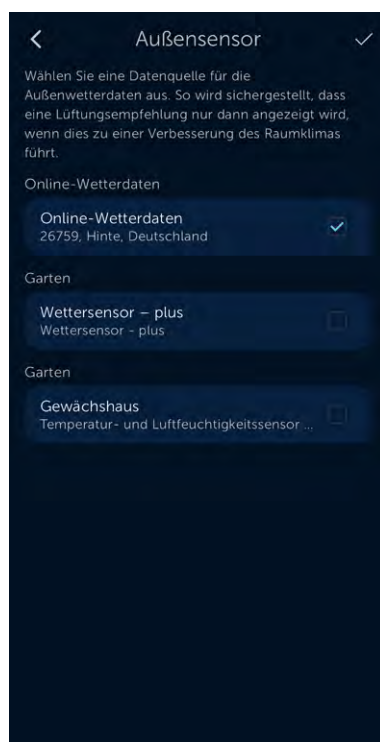 Außensensor
Wählen Sie eine Datenquelle für die
Außenwetterdaten aus. So wird sichergestellt, dass
eine Lüftungsempfehlung nur dann angezeigt wird,
wenn dies zu einer Verbesserung des Raumklimas
führt.
Online-Wetterdaten
Online-Wetterdaten
26759, Hinte, Deutschland
Garten
Wettersensor – plus
Wettersensor - plus
Garten
Gewächshaus
Temperatur- und Luftfeuchtigkeitssensor ...